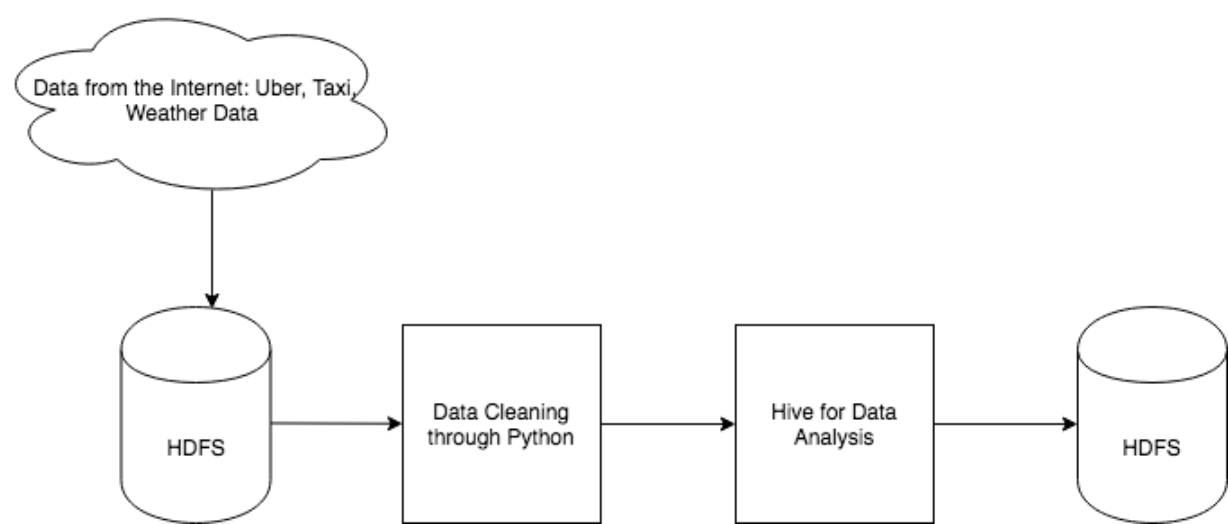 Data from the Internet: Uber, Taxi,
Weather Data
HDFS
Data Cleaning
through Python
Hive for Data
Analysis
HDFS